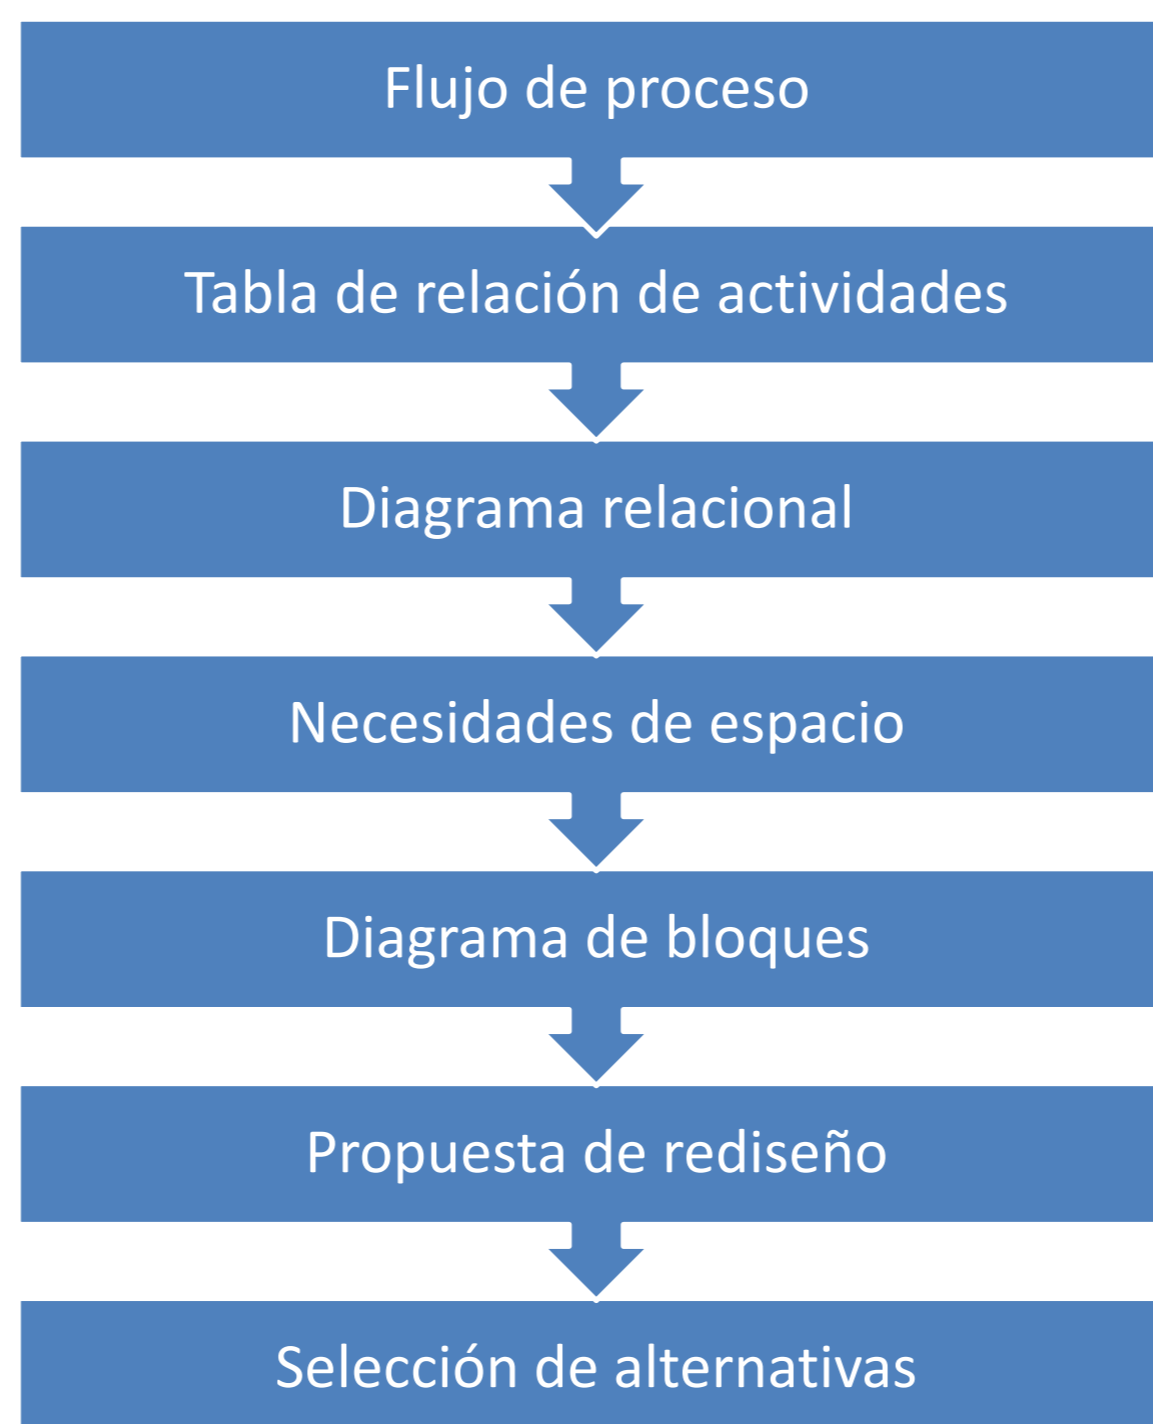 Flujo de proceso
Tabla de relación de actividades
Diagrama relacional
Necesidades de espacio
Diagrama de bloques
Propuesta de rediseño
Selección de alternativas